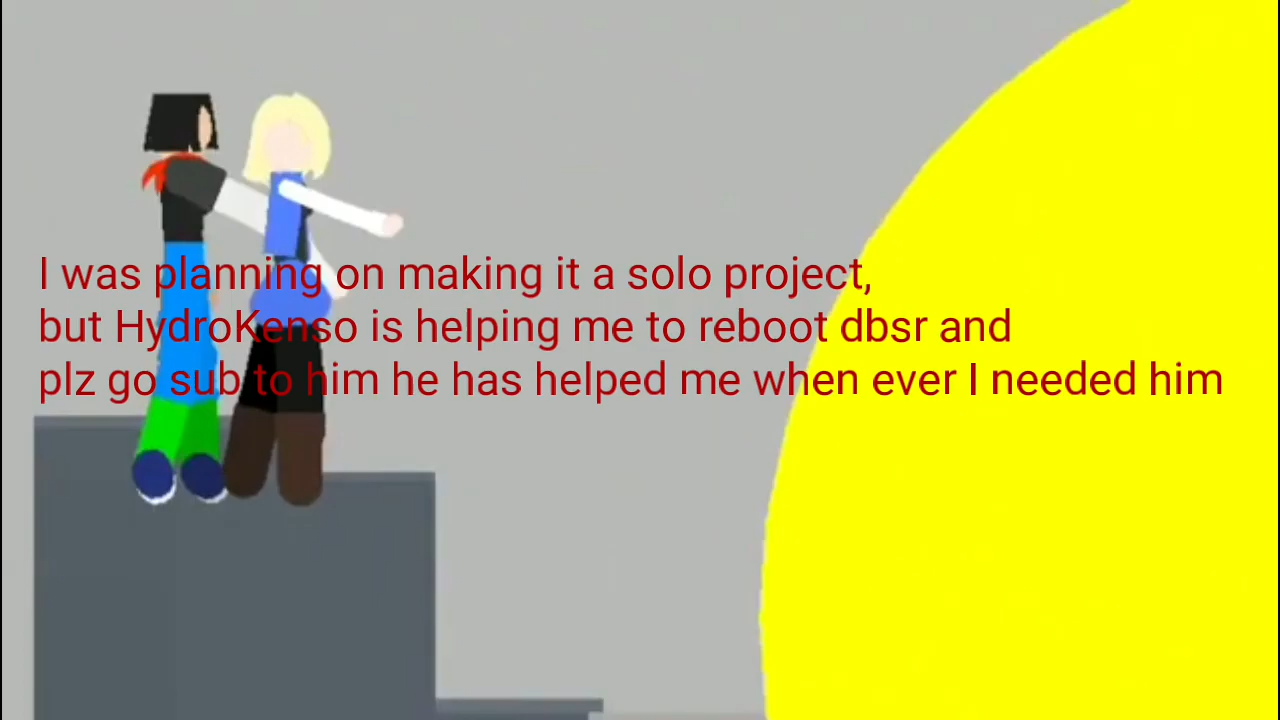 I was planning on making it a solo project,
but HydroKenso is helping me to reboot dbsr and
plz go sub to him he has helped me when ever I needed him